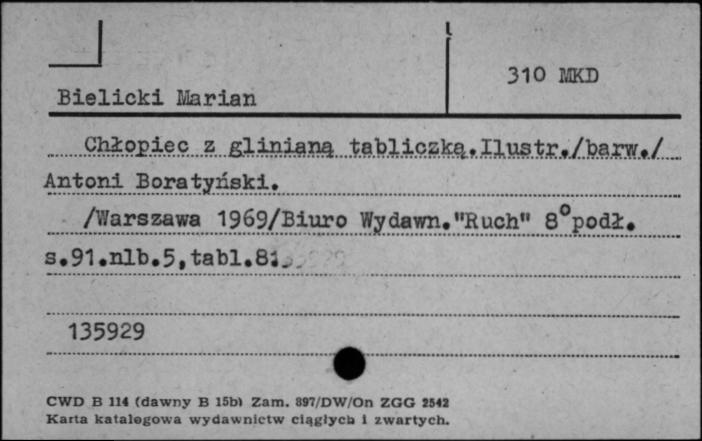 310 MKD
Bielicki Marian
Chłopiec z glinianą tabliczką.Ilustr./barw./
Antoni Boratyński.
/Warszawa 1969/Biuro Wydawn."Ruch" 8°podł.
s.91.nlb.5,tabl.8.
135929
CWD B 114 (dawny B 15b) Zam. 897/DW/On ZGG 2542
Karta katalogowa wydawnictw ciągłych i zwartych.